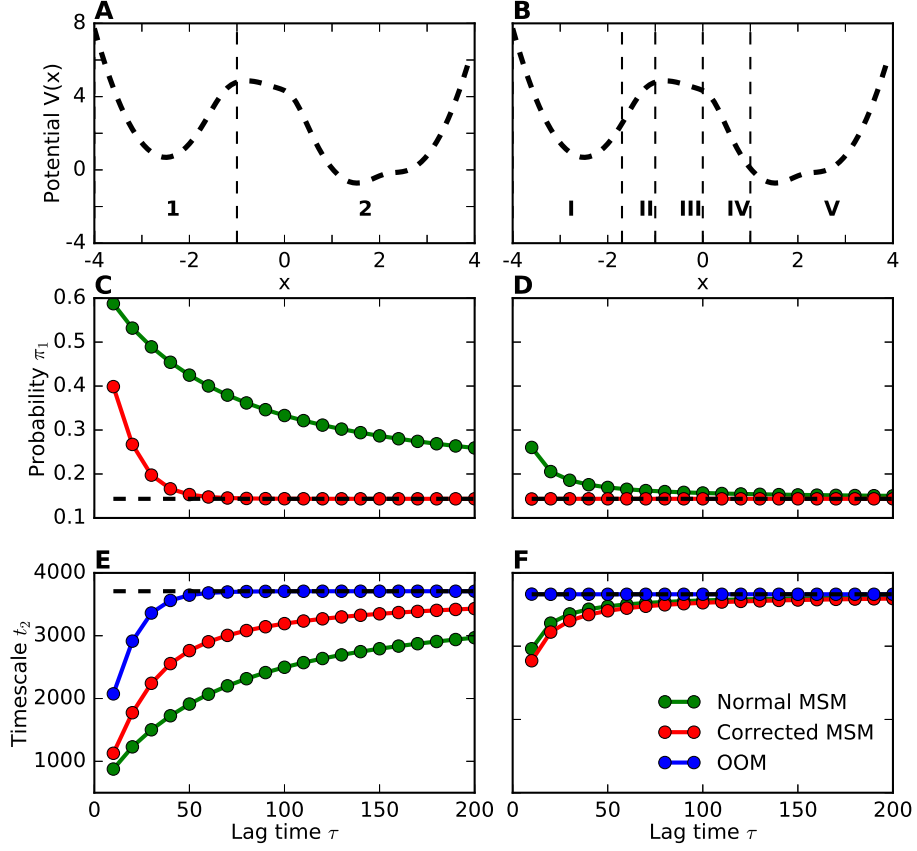 A
B
8
4
0
-4
Potential V(x)
1
2
I
II
III
IV
V
-4
-2
0
2
4
x
-4
-2
0
2
4
x
C
D
0.6
0.5
0.4
0.3
0.2
0.1
Probability π1
E
F
4000
3000
2000
1000
Timescale t2
Normal MSM
Corrected MSM
OOM
0
50
100
150
200
Lag time τ
0
50
100
150
200
Lag time τ